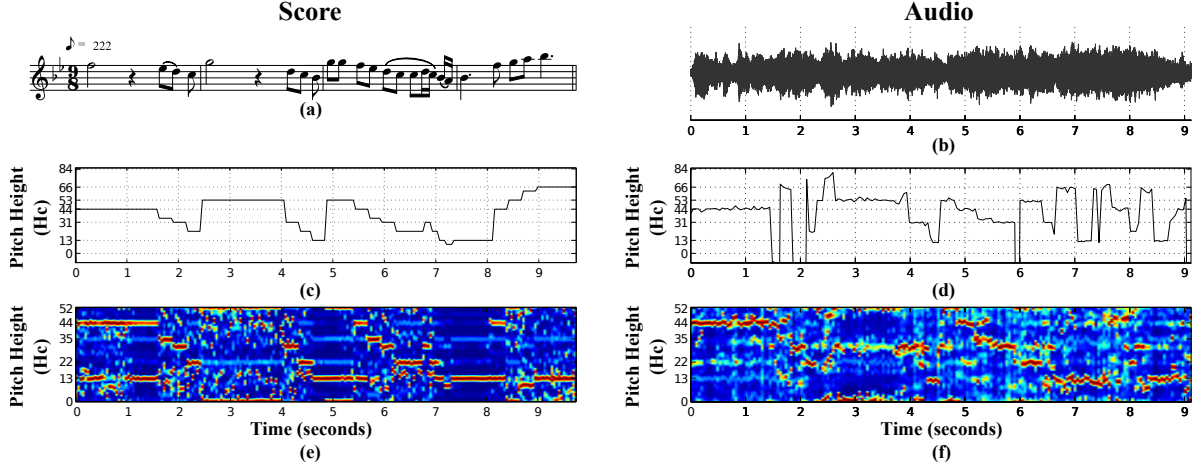 Score
Audio
♪ = 222
9
8
(a)
0 1 2 3 4 5 6 7 8 9
(b)
Pitch Height
(Hc)
84
66
53
44
31
13
0
0 1 2 3 4 5 6 7 8 9
(c)
Pitch Height
(Hc)
84
66
53
44
31
13
0
0 1 2 3 4 5 6 7 8 9
(d)
Pitch Height
(Hc)
52
44
35
31
22
13
0
0 1 2 3 4 5 6 7 8 9
Time (seconds)
(e)
Pitch Height
(Hc)
52
44
35
31
22
13
0
0 1 2 3 4 5 6 7 8 9
Time (seconds)
(f)